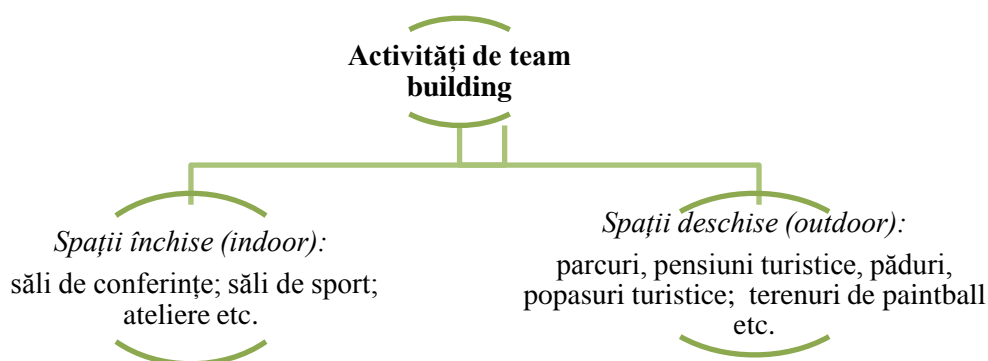 Activități de team
building
Spații închise (indoor):
săli de conferințe; săli de sport;
ateliere etc.
Spații deschise (outdoor):
parcuri, pensiuni turistice, păduri,
popasuri turistice;  terenuri de paintball
etc.